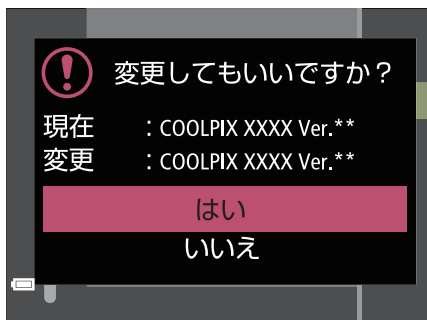 変更してもいいですか？
現在 : COOLPIX XXXX Ver.**
変更 : COOLPIX XXXX Ver.**
はい
いいえ